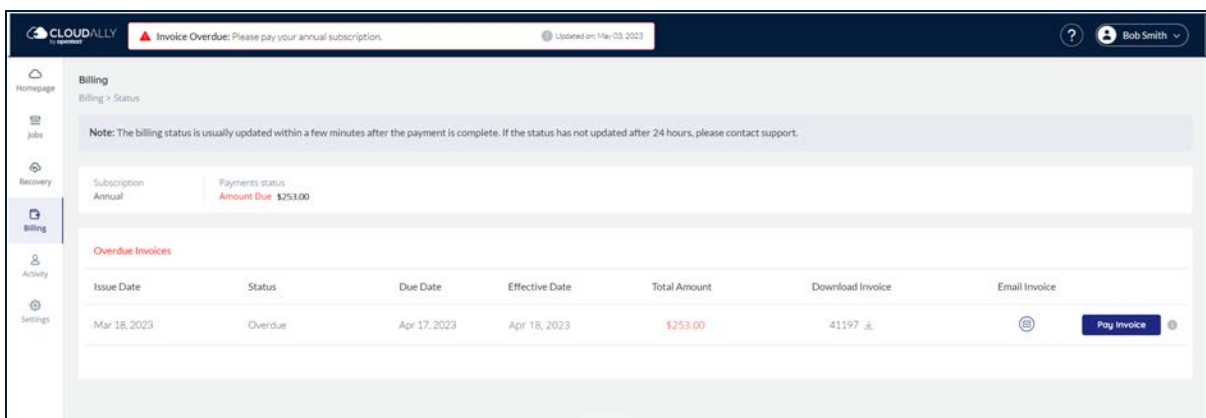 CLOUDALLY
by opentext
Invoice Overdue: Please pay your annual subscription.
Updated on: May 03, 2023
?
Bob Smith
Homepage
Jobs
Recovery
Billing
Activity
Settings
Billing
Billing > Status
Note: The billing status is usually updated within a few minutes after the payment is complete. If the status has not updated after 24 hours, please contact support.
Subscription Payments status
Annual Amount Due $253.00
Overdue Invoices
Issue Date Status Due Date Effective Date Total Amount Download Invoice Email Invoice
Mar 18, 2023 Overdue Apr 17, 2023 Apr 18, 2023 $253.00 41197 Pay Invoice